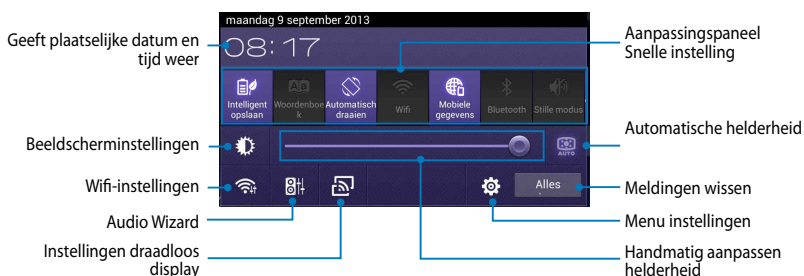 maandag 9 september 2013
Geeft plaatselijke datum en
tijd weer
08: 17
Aanpassingspaneel
Snelle instelling
Intelligent
opslaan
Woordenboe
k
Automatisch
draaien
Wifi
Mobiele
gegevens
Bluetooth
Stille modus
Beeldscherminstellingen
AUTO
Automatische helderheid
Wifi-instellingen
Alles
Meldingen wissen
Audio Wizard
Menu instellingen
Instellingen draadloos
display
Handmatig aanpassen
helderheid